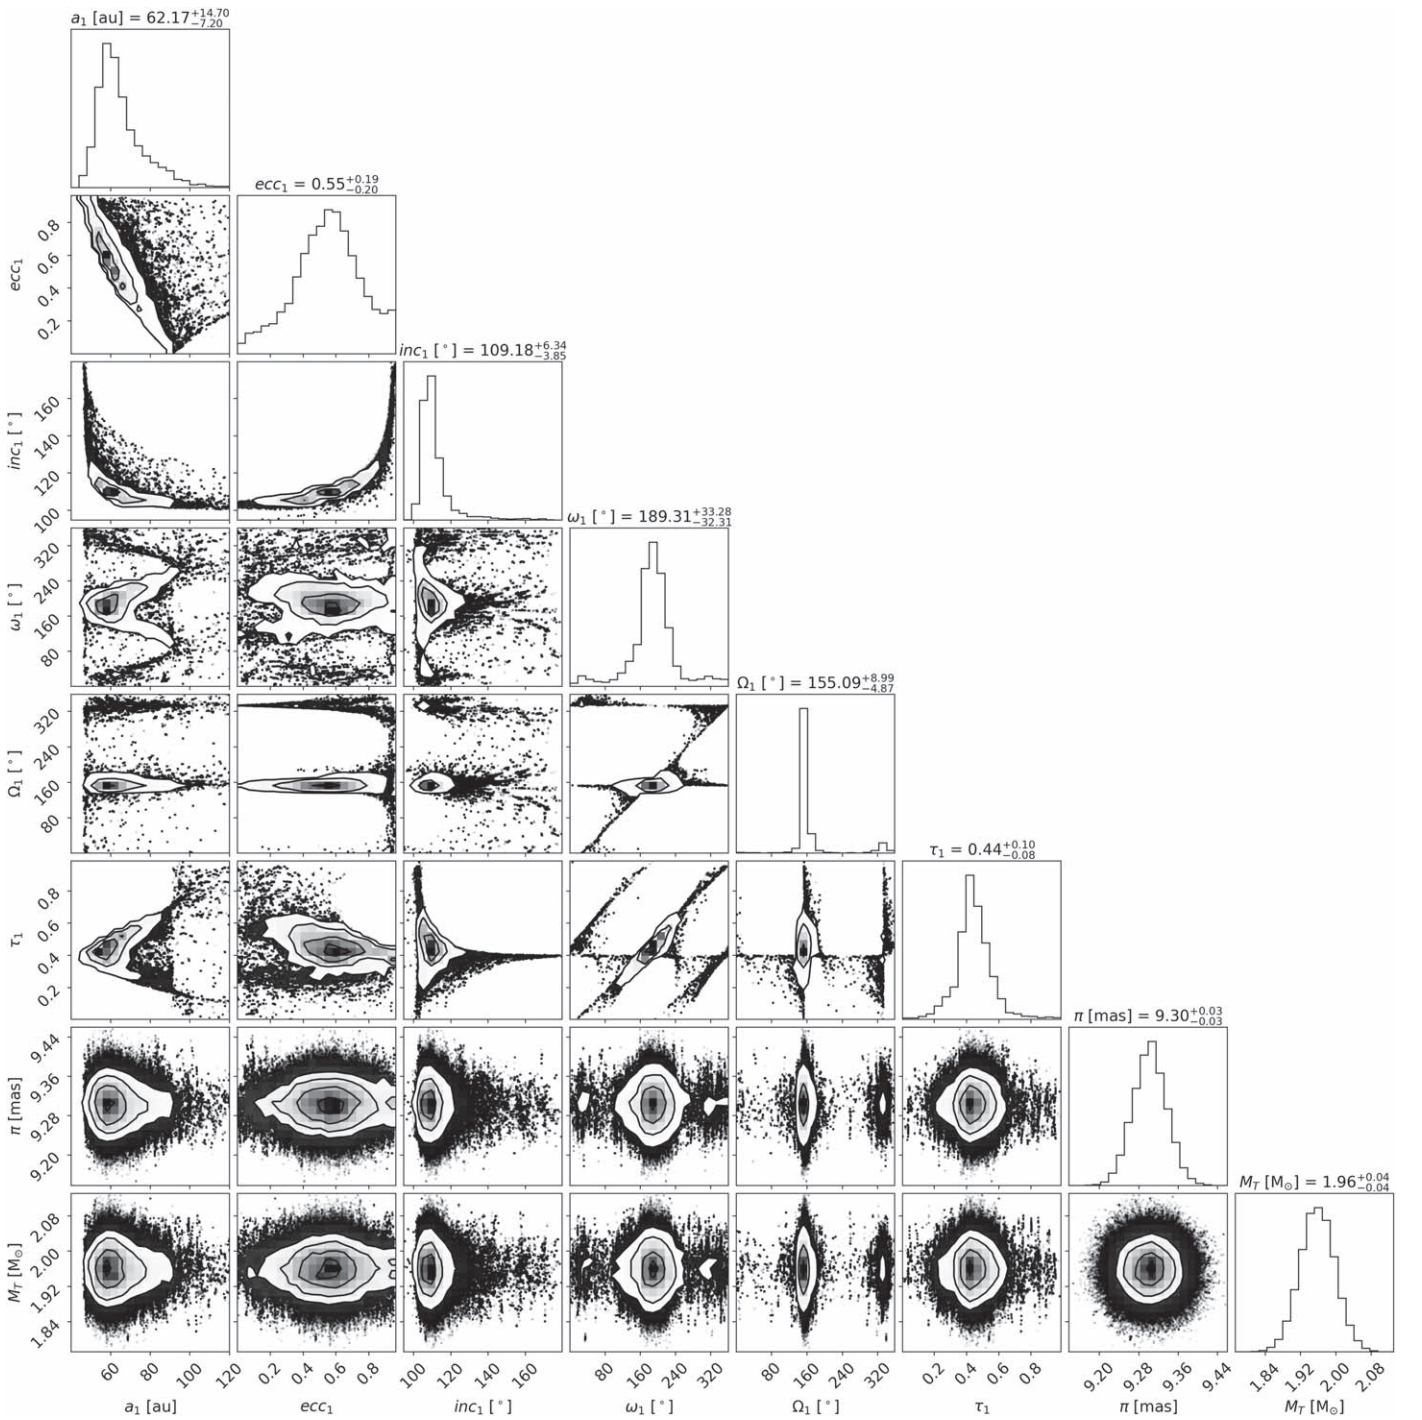 a₁ [au] = 62.17 +14.70 −7.20
ecc₁ = 0.55 +0.19 −0.20
0.8
0.6
0.4
0.2
ecc₁
inc₁ [°] = 109.18 +6.34 −3.85
160
140
120
100
inc₁ [°]
ω₁ [°] = 189.31 +33.28 −32.31
320
240
160
80
ω₁ [°]
Ω₁ [°] = 155.09 +8.99 −4.87
320
240
160
80
Ω₁ [°]
τ₁ = 0.44 +0.10 −0.08
0.8
0.6
0.4
0.2
τ₁
π [mas] = 9.30 +0.03 −0.03
9.44
9.36
9.28
9.20
π [mas]
M_T [M⊙] = 1.96 +0.04 −0.04
2.08
2.00
1.92
1.84
M_T [M⊙]
60 80 100 120
0.2 0.4 0.6 0.8
100 120 140 160
80 160 240 320
80 160 240 320
0.2 0.4 0.6 0.8
9.20 9.28 9.36 9.44
1.84 1.92 2.00 2.08
a₁ [au] ecc₁ inc₁ [°] ω₁ [°] Ω₁ [°] τ₁ π [mas] M_T [M⊙]